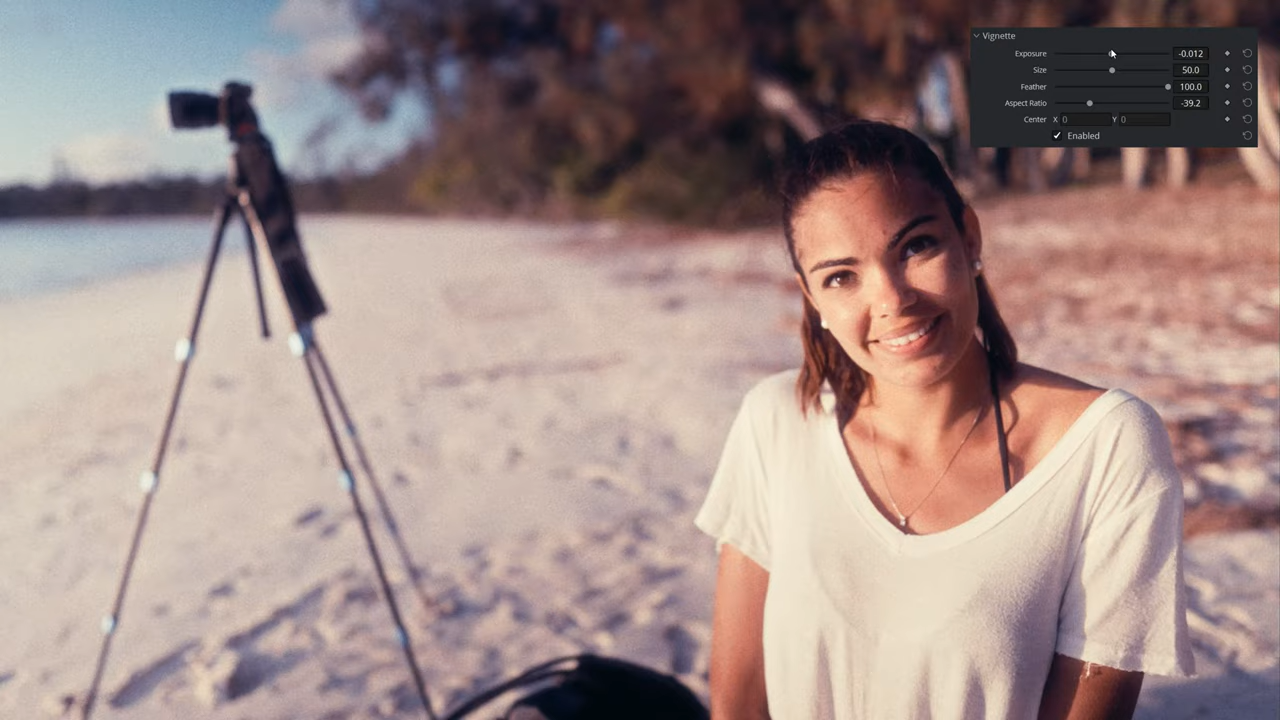 Vignette
Exposure -0.012
Size 50.0
Feather 100.0
Aspect Ratio -39.2
Center X 0 Y 0
Enabled